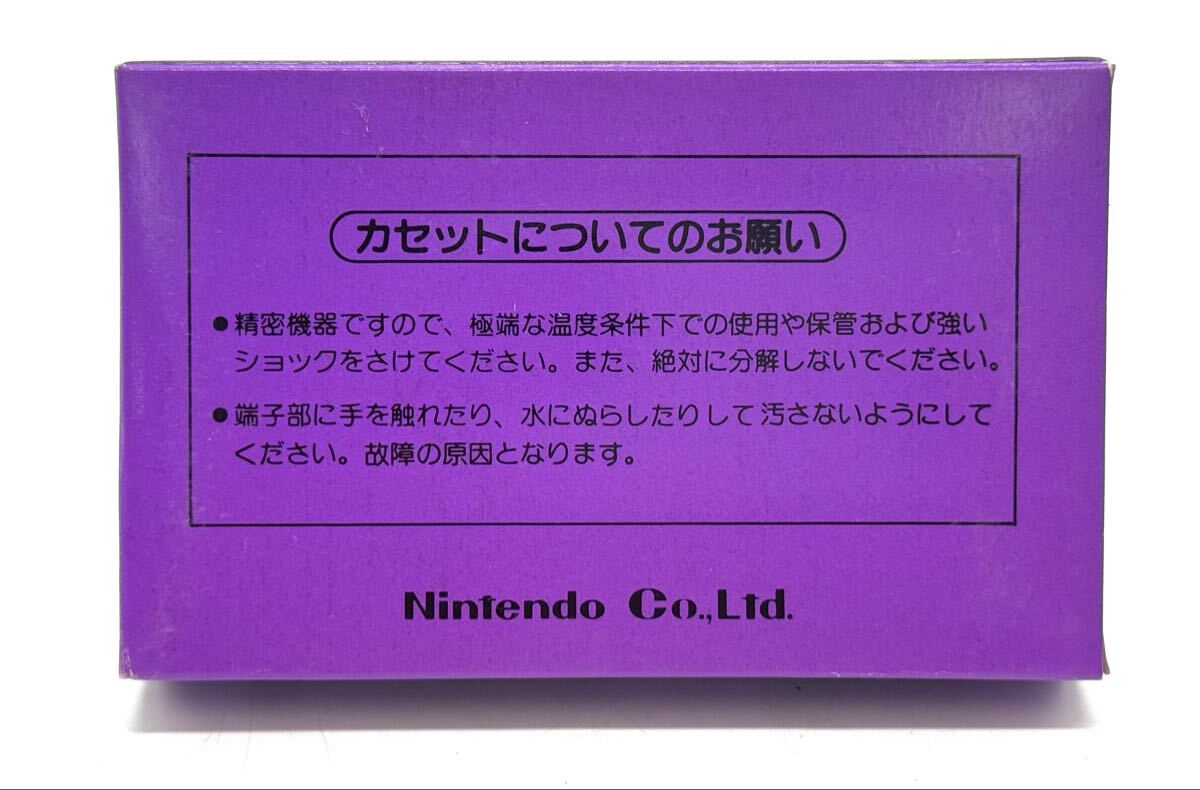 カセットについてのお願い
●精密機器ですので、極端な温度条件下での使用や保管および強い
ショックをさけてください。また、絶対に分解しないでください。
●端子部に手を触れたり、水にぬらしたりして汚さないようにして
ください。故障の原因となります。
Nintendo Co.,Ltd.